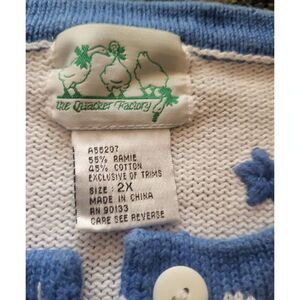 the Quacker Factory
A55207
55% RAMIE
45% COTTON
EXCLUSIVE OF TRIMS
SIZE: 2X
MADE IN CHINA
RN 90133
CARE SEE REVERSE